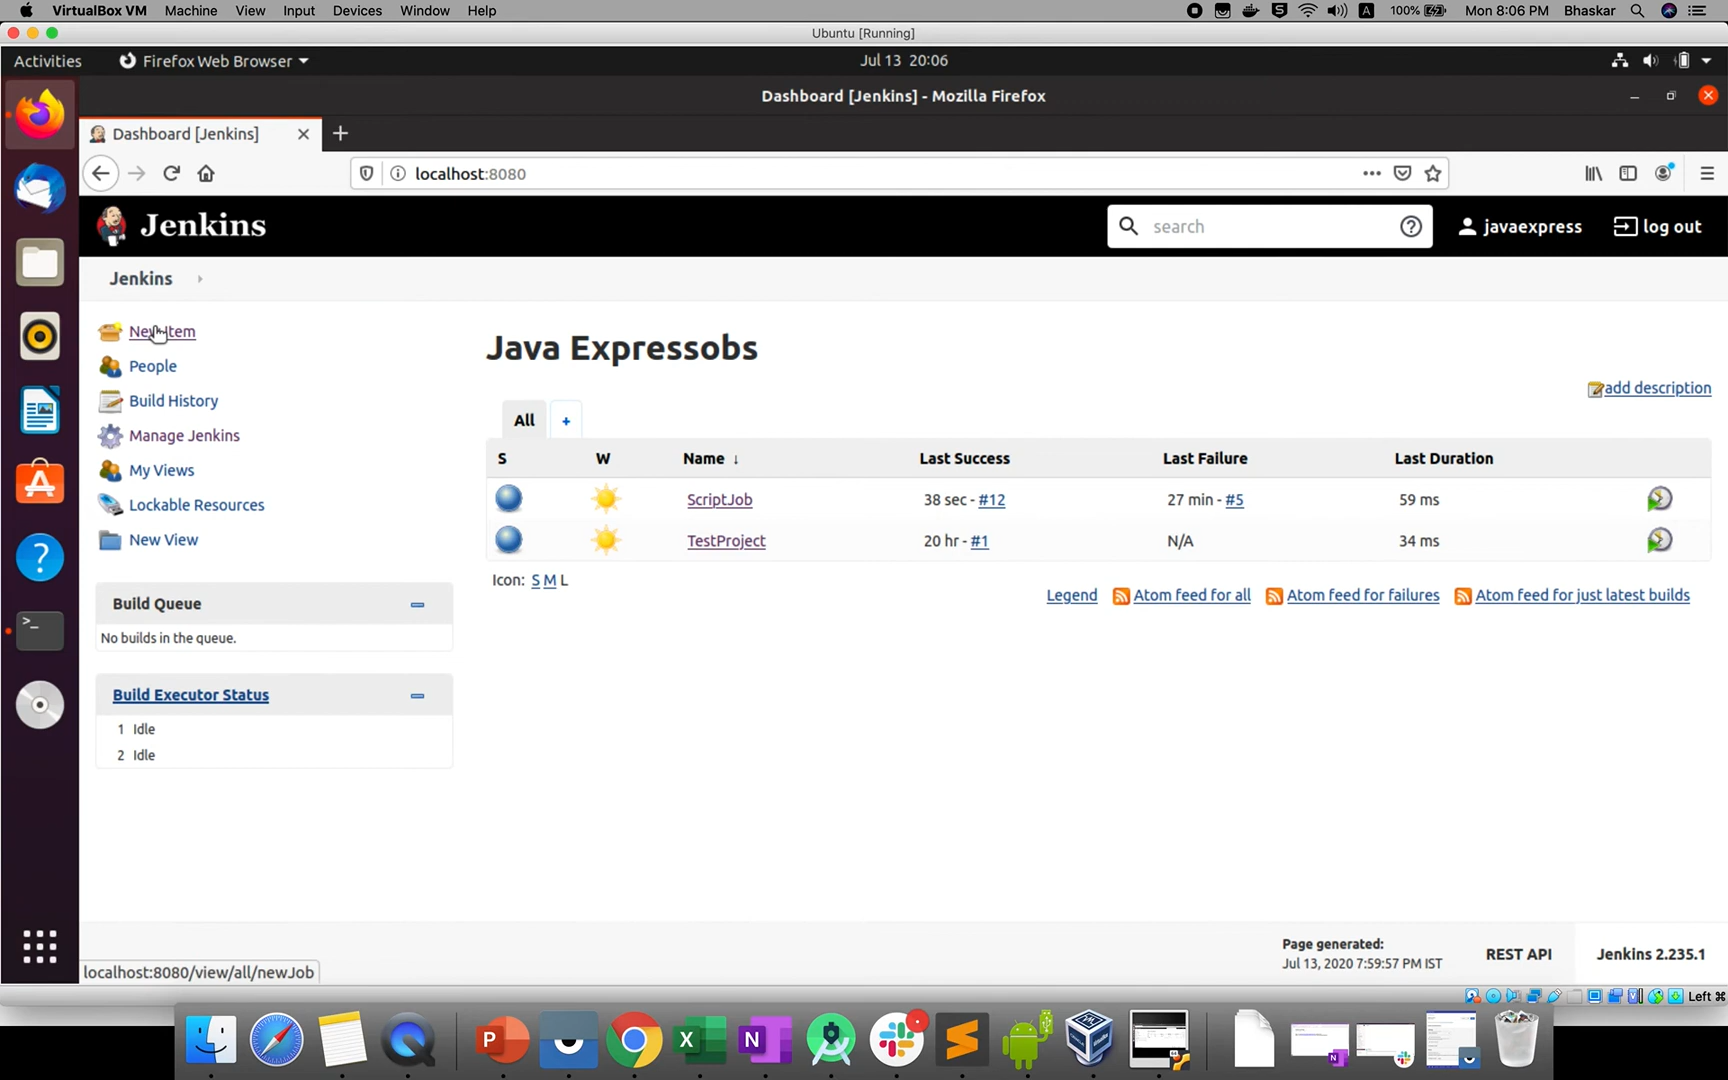 VirtualBox VM Machine View Input Devices Window Help
100% Mon 8:06 PM Bhaskar
Ubuntu [Running]
Activities Firefox Web Browser Jul 13 20:06
Dashboard [Jenkins] - Mozilla Firefox
Dashboard [Jenkins]
localhost:8080
Jenkins search javaexpress log out
Jenkins
New Item
People
Build History
Manage Jenkins
My Views
Lockable Resources
New View
Java Expressobs
add description
All +
S W Name ↓ Last Success Last Failure Last Duration
ScriptJob 38 sec - #12 27 min - #5 59 ms
TestProject 20 hr - #1 N/A 34 ms
Icon: S M L
Legend Atom feed for all Atom feed for failures Atom feed for just latest builds
Build Queue
No builds in the queue.
Build Executor Status
1 Idle
2 Idle
Page generated:
Jul 13, 2020 7:59:57 PM IST
REST API Jenkins 2.235.1
localhost:8080/view/all/newJob
Left ⌘